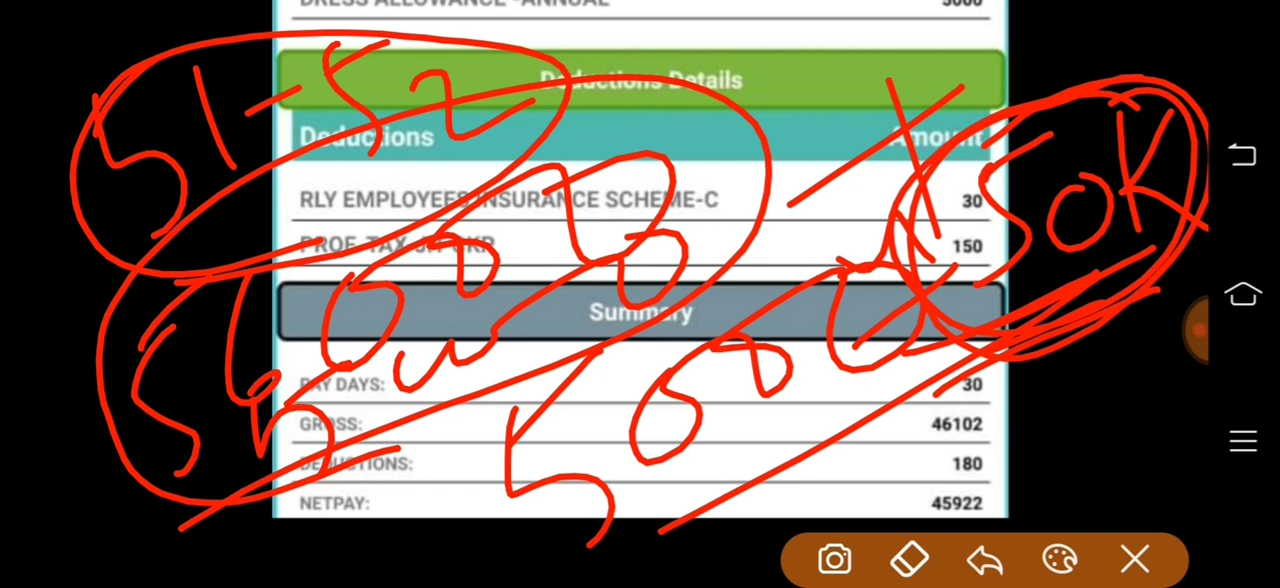 DRESS ALLOWANCE -ANNUAL 5000
Deductions Details
Deductions Amount
RLY EMPLOYEES INSURANCE SCHEME-C 30
PROF. TAX 150
Summary
PAY DAYS: 30
GROSS: 46102
DEDUCTIONS: 180
NETPAY: 45922
51-52
50K
5000